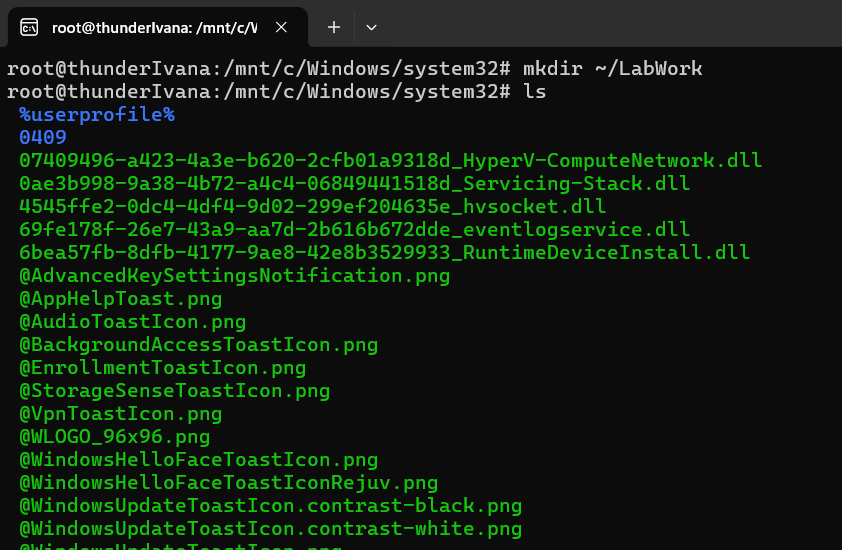 root@thunderIvana: /mnt/c/W
root@thunderIvana:/mnt/c/Windows/system32# mkdir ~/LabWork
root@thunderIvana:/mnt/c/Windows/system32# ls
%userprofile%
0409
07409496-a423-4a3e-b620-2cfb01a9318d_HyperV-ComputeNetwork.dll
0ae3b998-9a38-4b72-a4c4-06849441518d_Servicing-Stack.dll
4545ffe2-0dc4-4df4-9d02-299ef204635e_hvsocket.dll
69fe178f-26e7-43a9-aa7d-2b616b672dde_eventlogservice.dll
6bea57fb-8dfb-4177-9ae8-42e8b3529933_RuntimeDeviceInstall.dll
@AdvancedKeySettingsNotification.png
@AppHelpToast.png
@AudioToastIcon.png
@BackgroundAccessToastIcon.png
@EnrollmentToastIcon.png
@StorageSenseToastIcon.png
@VpnToastIcon.png
@WLOGO_96x96.png
@WindowsHelloFaceToastIcon.png
@WindowsHelloFaceToastIconRejuv.png
@WindowsUpdateToastIcon.contrast-black.png
@WindowsUpdateToastIcon.contrast-white.png
@WindowsUpdateToastIcon.png